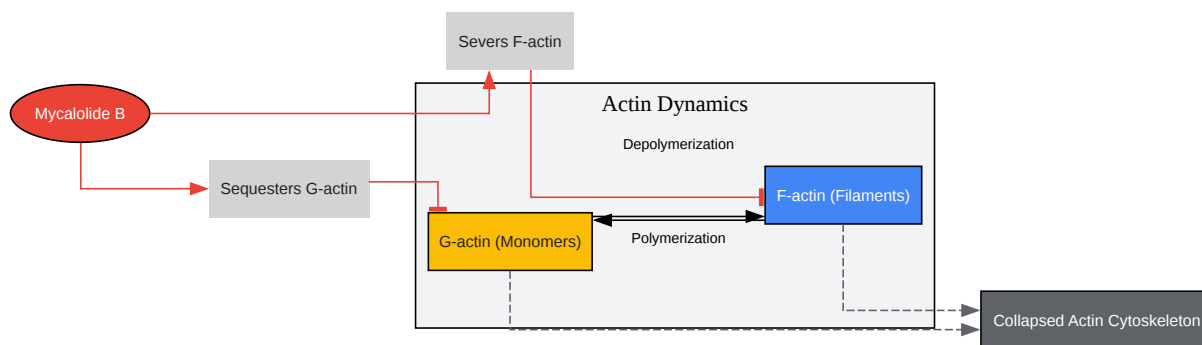 Severs F-actin
Mycalolide B
Actin Dynamics
Depolymerization
Sequesters G-actin
F-actin (Filaments)
G-actin (Monomers)
Polymerization
Collapsed Actin Cytoskeleton